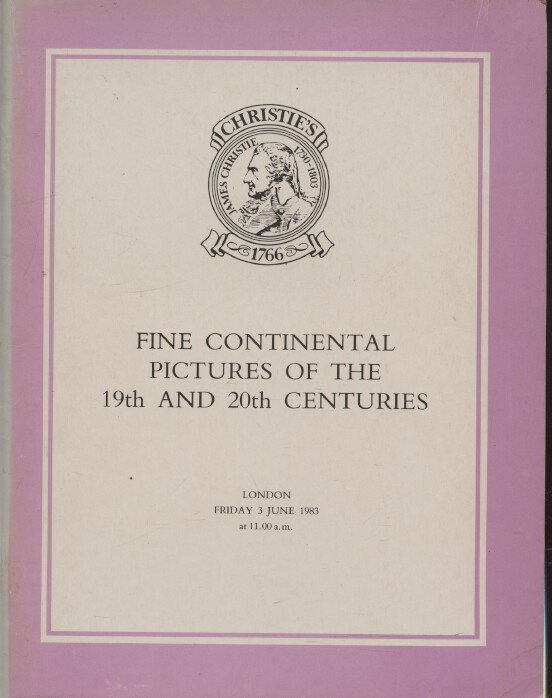 CHRISTIE'S
JAMES CHRISTIE 1730-1803
1766
FINE CONTINENTAL
PICTURES OF THE
19th AND 20th CENTURIES
LONDON
FRIDAY 3 JUNE 1983
at 11.00 a.m.